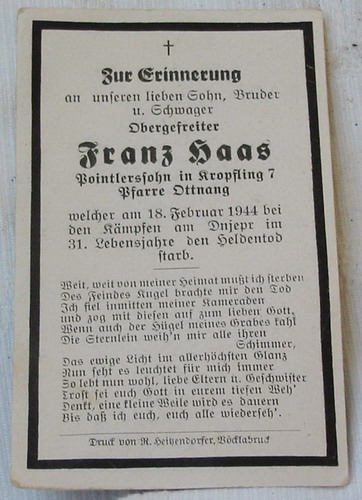 Zur Erinnerung
an unseren lieben Sohn, Bruder
u. Schwager
Obergefreiter
Franz Haas
Pointlerssohn in Kropfling 7
Pfarre Ottnang
welcher am 18. Februar 1944 bei
den Kämpfen am Dnjepr im
31. Lebensjahre den Heldentod
starb.
Weit, weit von meiner Heimat mußt ich sterben
Des Feindes Kugel brachte mir den Tod
Ich fiel inmitten meiner Kameraden
und zog mit diesen auf zum lieben Gott,
Wenn auch der Hügel meines Grabes kahl
Die Sternlein weih'n mir alle ihren
Schimmer,
Das ewige Licht im allerhöchsten Glanz
Nun seht es leuchtet für mich immer
So lebt nun wohl, liebe Eltern u. Geschwister
Trost sei euch Gott in eurem tiefen Weh'
Denkt, eine kleine Weile wird es dauern
Bis daß ich euch, euch alle wiederseh'.
Druck von R. Heitzendorfer, Vöcklabruck